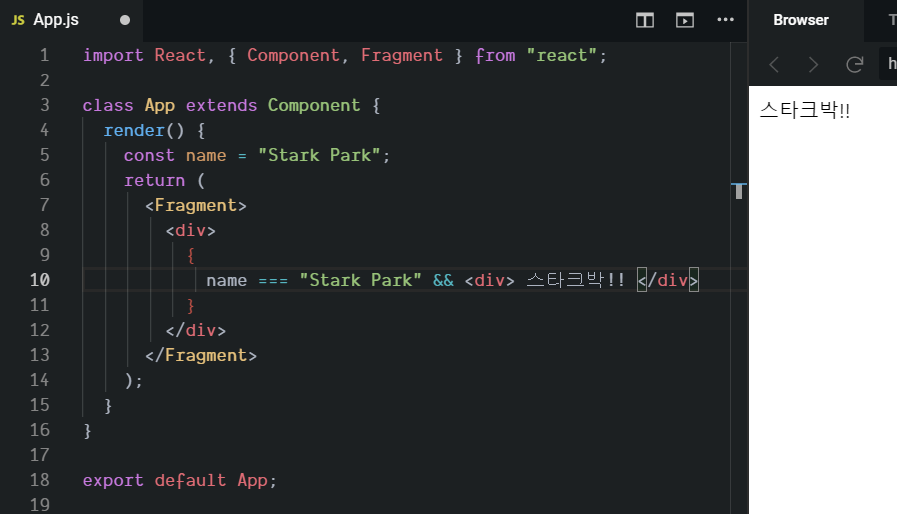 JS App.js
Browser T
1 import React, { Component, Fragment } from "react";
h
2
3 class App extends Component {
스타크박!!
4 render() {
5 const name = "Stark Park";
6 return (
7 <Fragment>
8 <div>
9 {
10 name === "Stark Park" && <div> 스타크박!! </div>
11 }
12 </div>
13 </Fragment>
14 );
15 }
16 }
17
18 export default App;
19